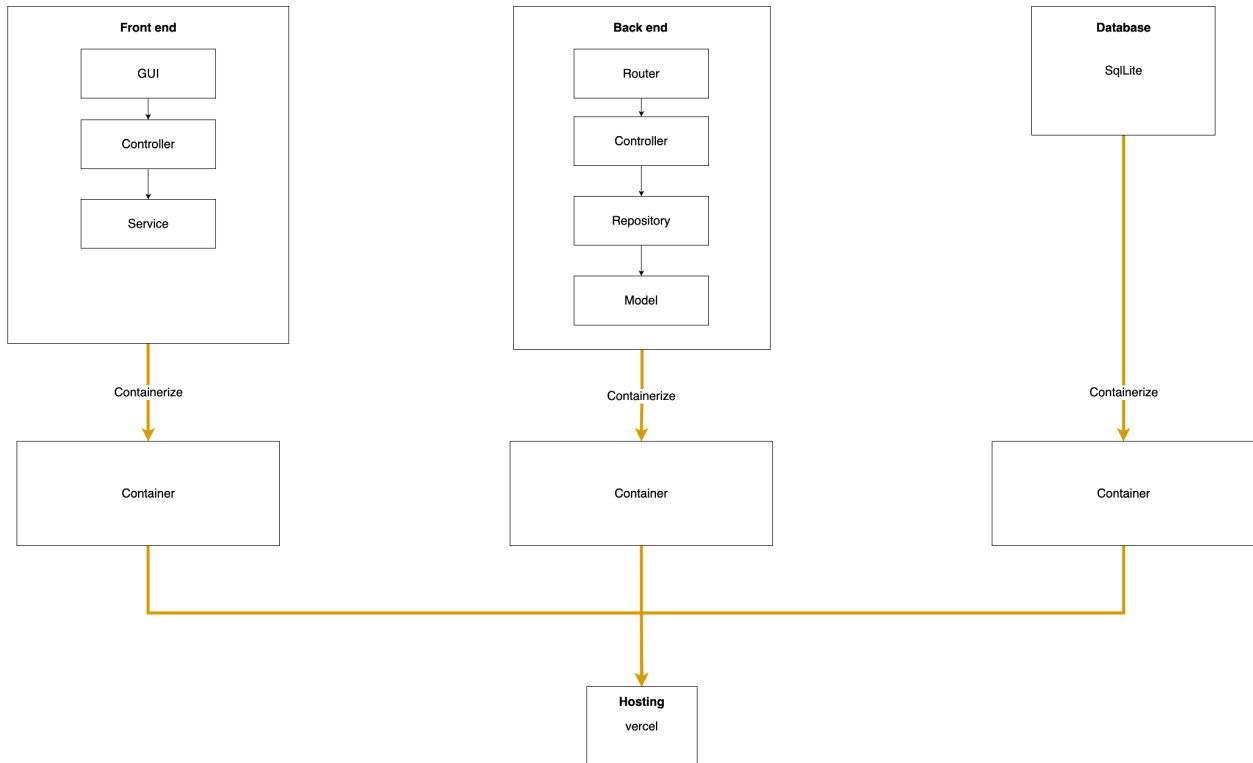 Front end
GUI
Controller
Service
Back end
Router
Controller
Repository
Model
Database
SqlLite
Containerize
Containerize
Containerize
Container
Container
Container
Hosting
vercel